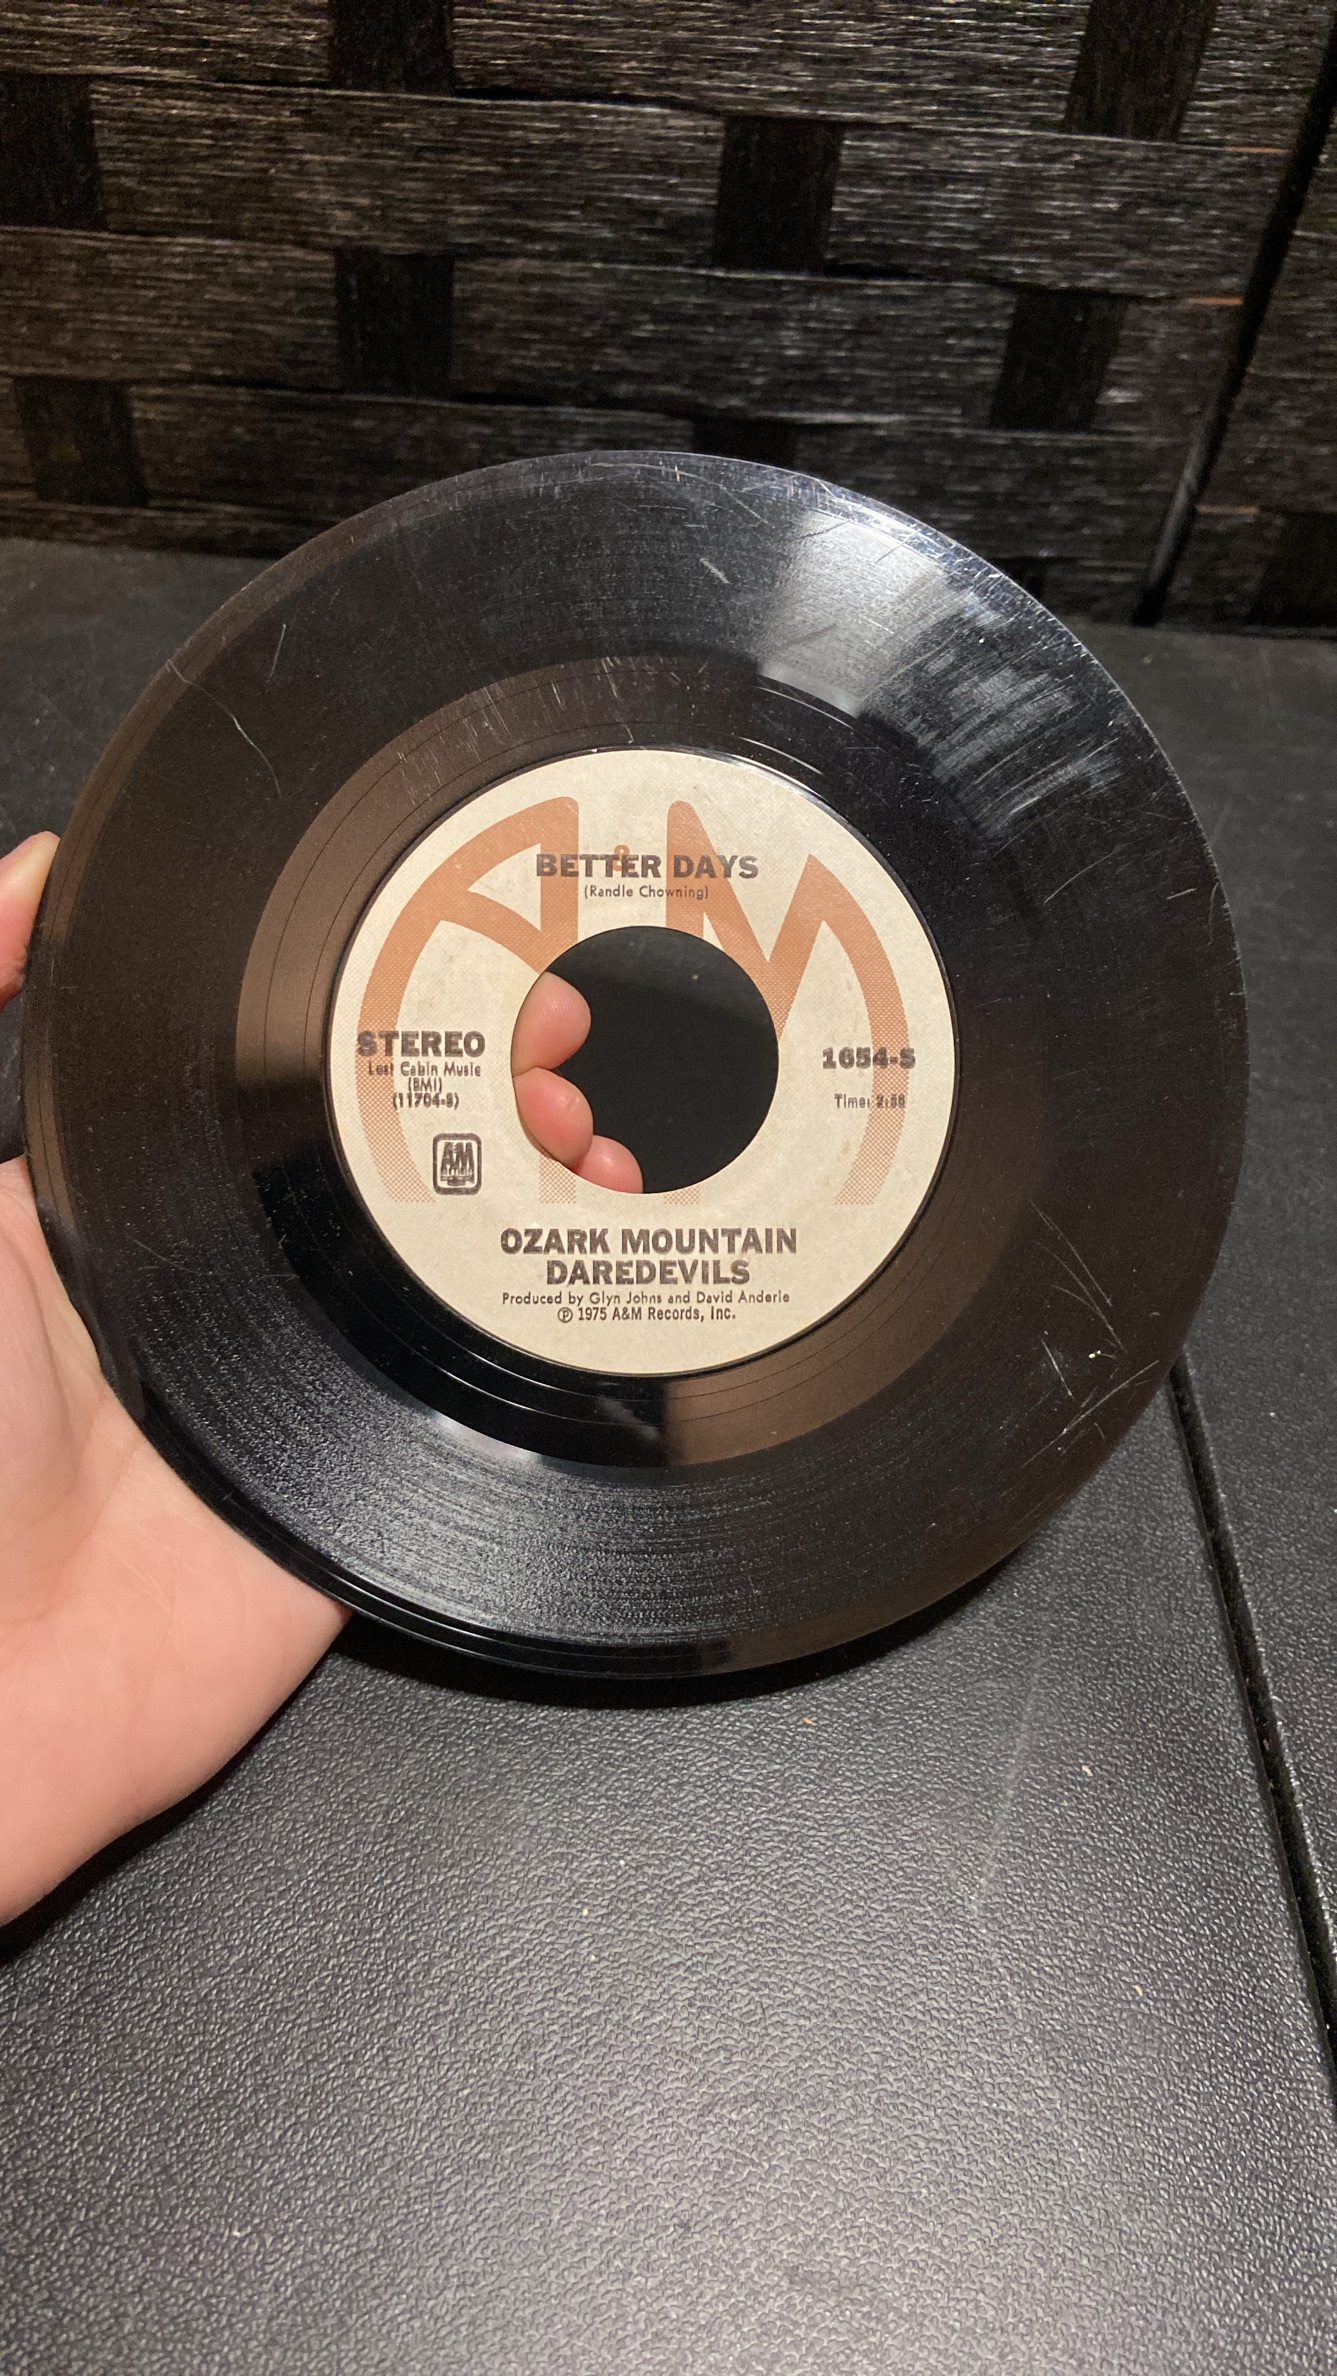 A&M
BETTER DAYS
(Randle Chowning)
STEREO
Lost Cabin Music
(BMI)
(11704-S)
1654-S
Time: 2:58
AM
OZARK MOUNTAIN
DAREDEVILS
Produced by Glyn Johns and David Anderle
℗ 1975 A&M Records, Inc.